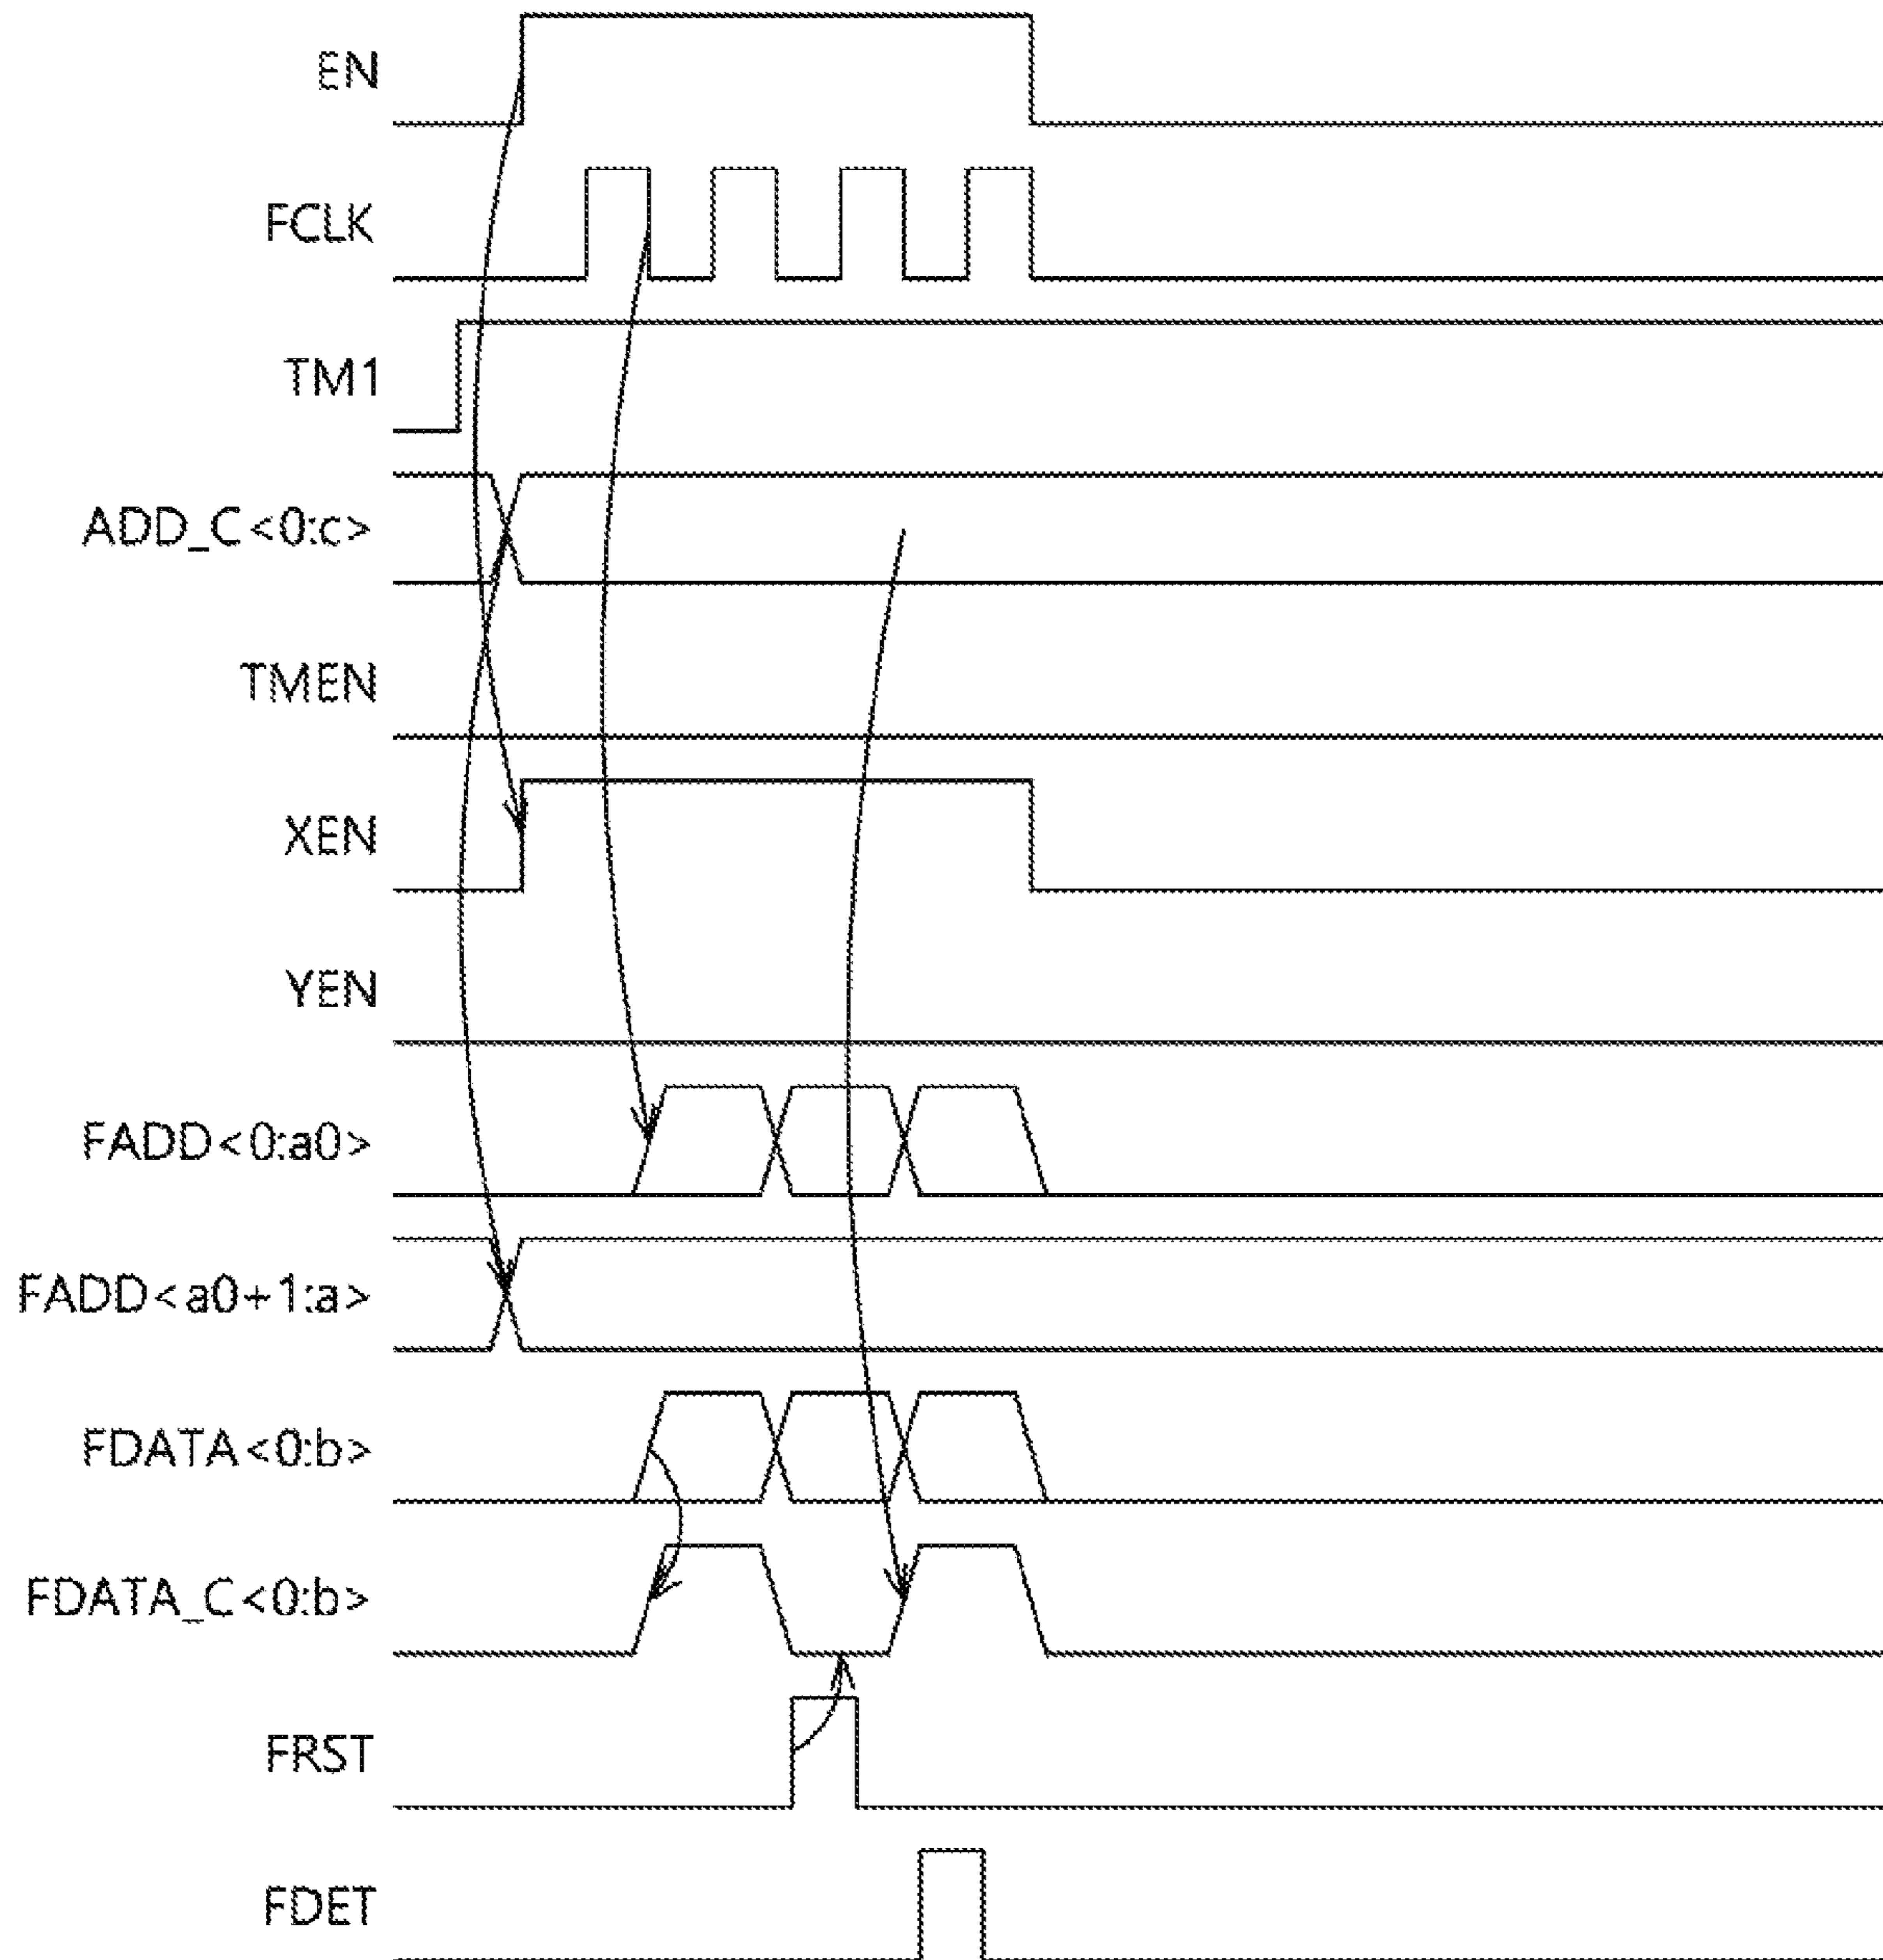 EN
FCLK
TM1
ADD_C<0:c>
TMEN
XEN
YEN
FADD<0:a0>
FADD<a0+1:a>
FDATA<0:b>
FDATA_C<0:b>
FRST
FDET